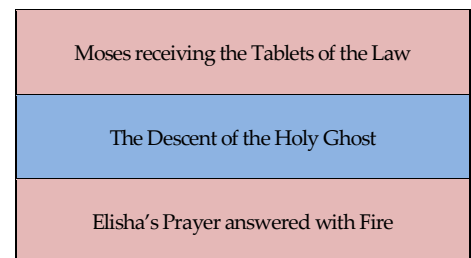 Moses receiving the Tablets of the Law
The Descent of the Holy Ghost
Elisha’s Prayer answered with Fire